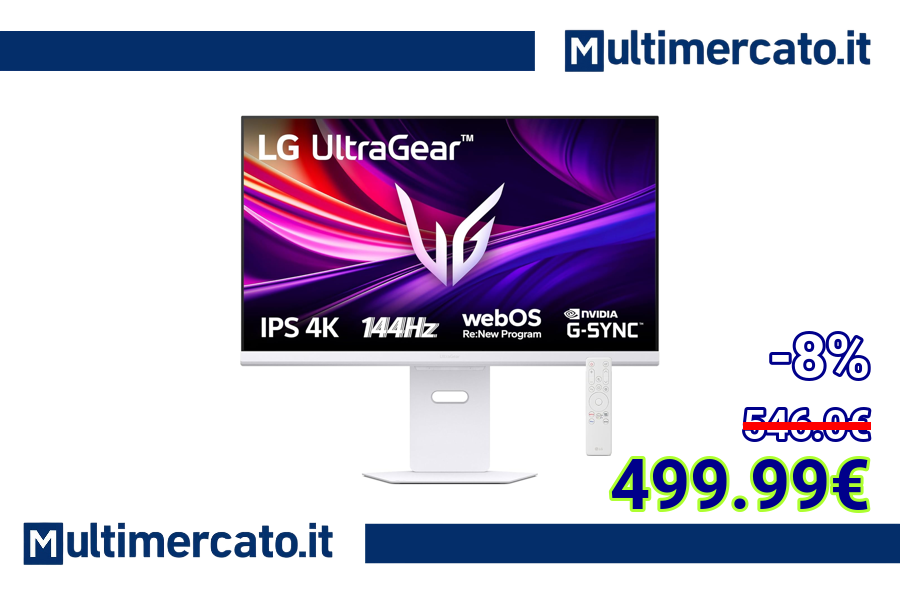 Multimercato.it
LG UltraGear™
IPS 4K
144Hz
webOS
Re:New Program
NVIDIA
G-SYNC™
-8%
546.0€
499.99€
Multimercato.it